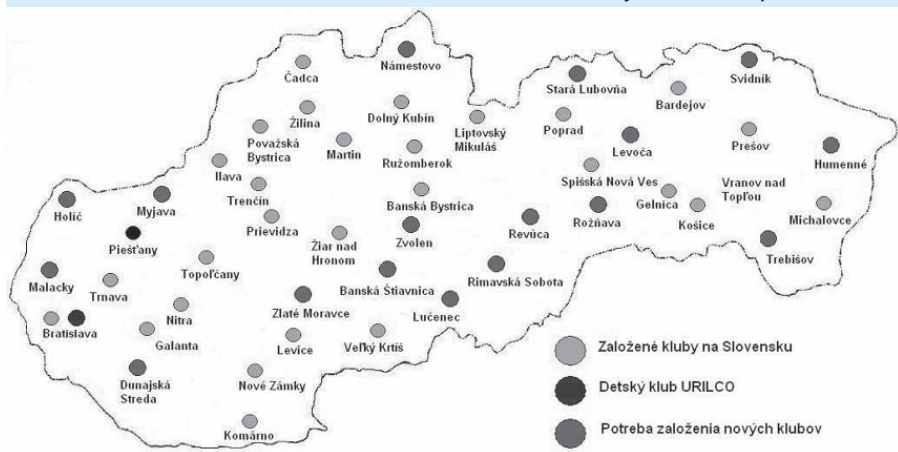 Námestovo
Svidník
Čadca
Stará Lubovňa
Bardejov
Dolný Kubín
Žilina
Liptovský
Mikuláš
Poprad
Považská
Bystrica
Martin
Ružomberok
Levoča
Prešov
Humenné
Ilava
Trenčín
Spišská Nová Ves
Gelnica
Vranov nad
Topľou
Banská Bystrica
Holíč
Myjava
Prievidza
Zvolen
Revúca
Rožňava
Košice
Michalovce
Piešťany
Žiar nad
Hronom
Trebišov
Topoľčany
Malacky
Trnava
Banská Štiavnica
Rimavská Sobota
Nitra
Zlaté Moravce
Lučenec
Bratislava
Galanta
Levice
Veľký Krtíš
Dunajská
Streda
Nové Zámky
Komárno
Založené kluby na Slovensku
Detský klub URILCO
Potreba založenia nových klubov